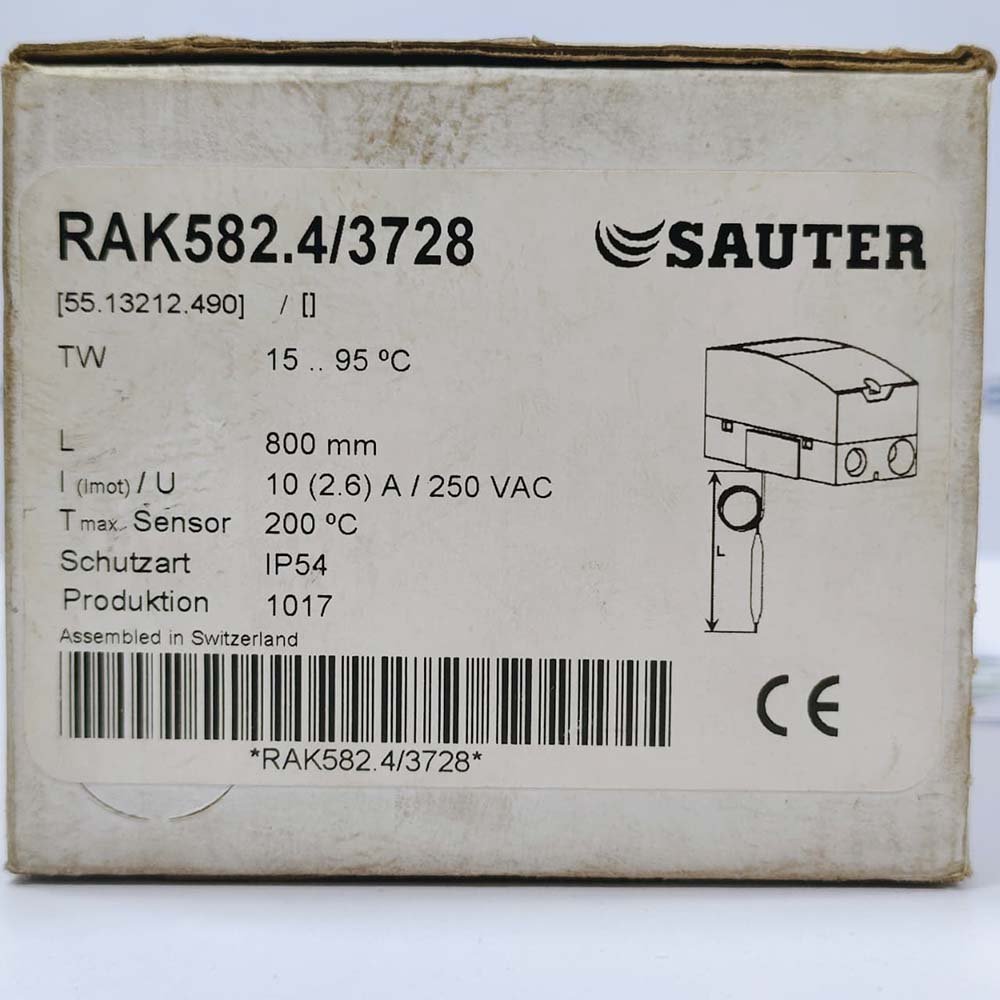 RAK582.4/3728
SAUTER
[55.13212.490] / []
TW 15 .. 95 ºC
L 800 mm
I (Imot) / U 10 (2.6) A / 250 VAC
Tmax. Sensor 200 ºC
Schutzart IP54
Produktion 1017
Assembled in Switzerland
*RAK582.4/3728*
L
CE